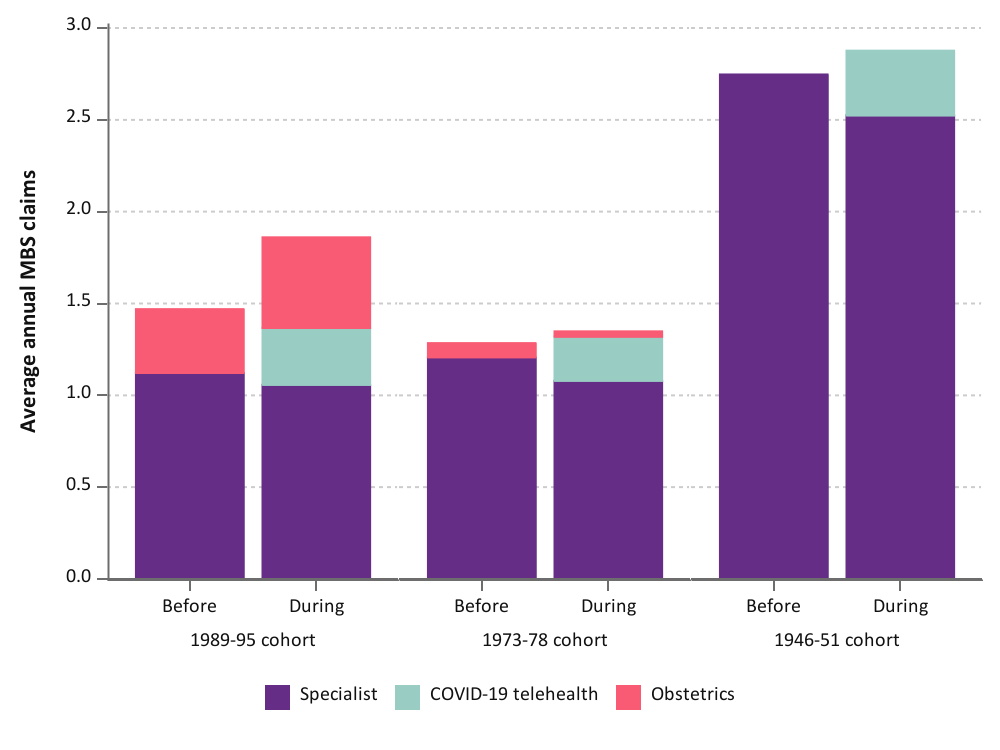 Average annual MBS claims
3.0
2.5
2.0
1.5
1.0
0.5
0.0
Before During Before During Before During
1989-95 cohort 1973-78 cohort 1946-51 cohort
Specialist COVID-19 telehealth Obstetrics